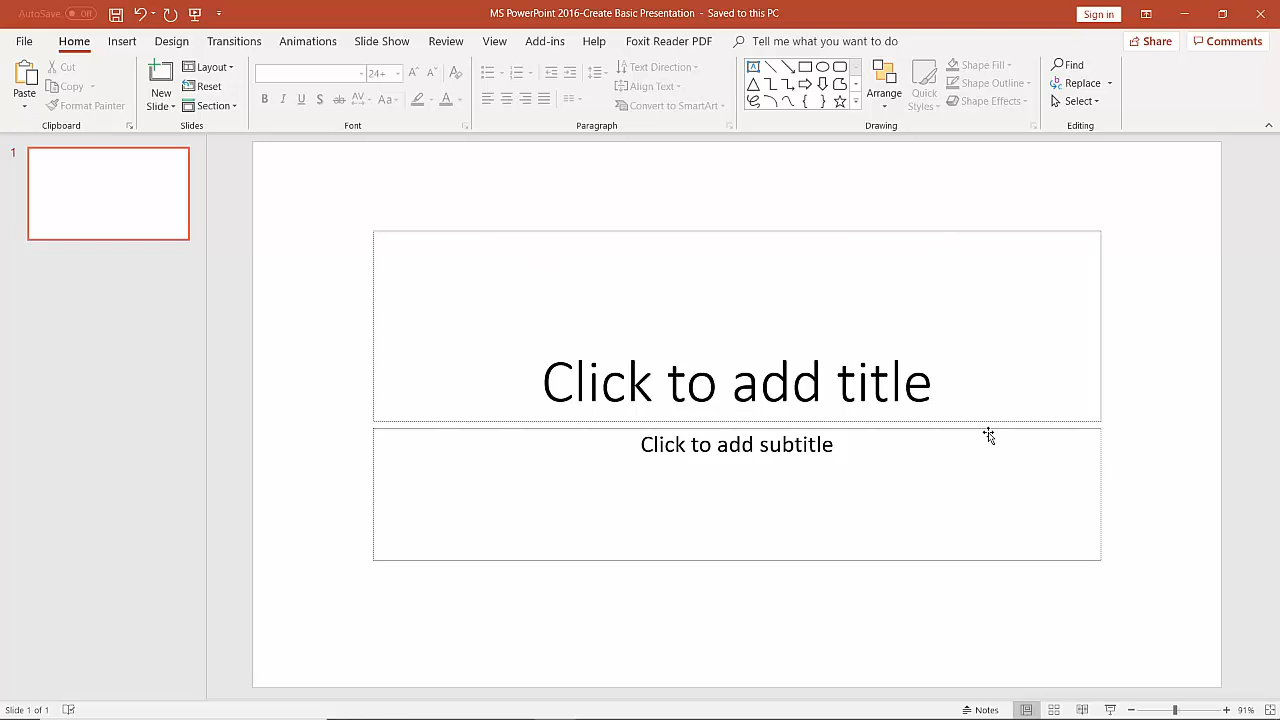 AutoSave Off
MS PowerPoint 2016-Create Basic Presentation - Saved to this PC
Sign in
File Home Insert Design Transitions Animations Slide Show Review View Add-ins Help Foxit Reader PDF Tell me what you want to do Share Comments
Paste
Cut
Copy
Format Painter
Clipboard
New Slide
Layout
Reset
Section
Slides
24+
B I U S ab AV Aa A
Font
Text Direction
Align Text
Convert to SmartArt
Paragraph
Arrange
Quick Styles
Shape Fill
Shape Outline
Shape Effects
Drawing
Find
Replace
Select
Editing
1
Click to add title
Click to add subtitle
Slide 1 of 1
Notes
91%